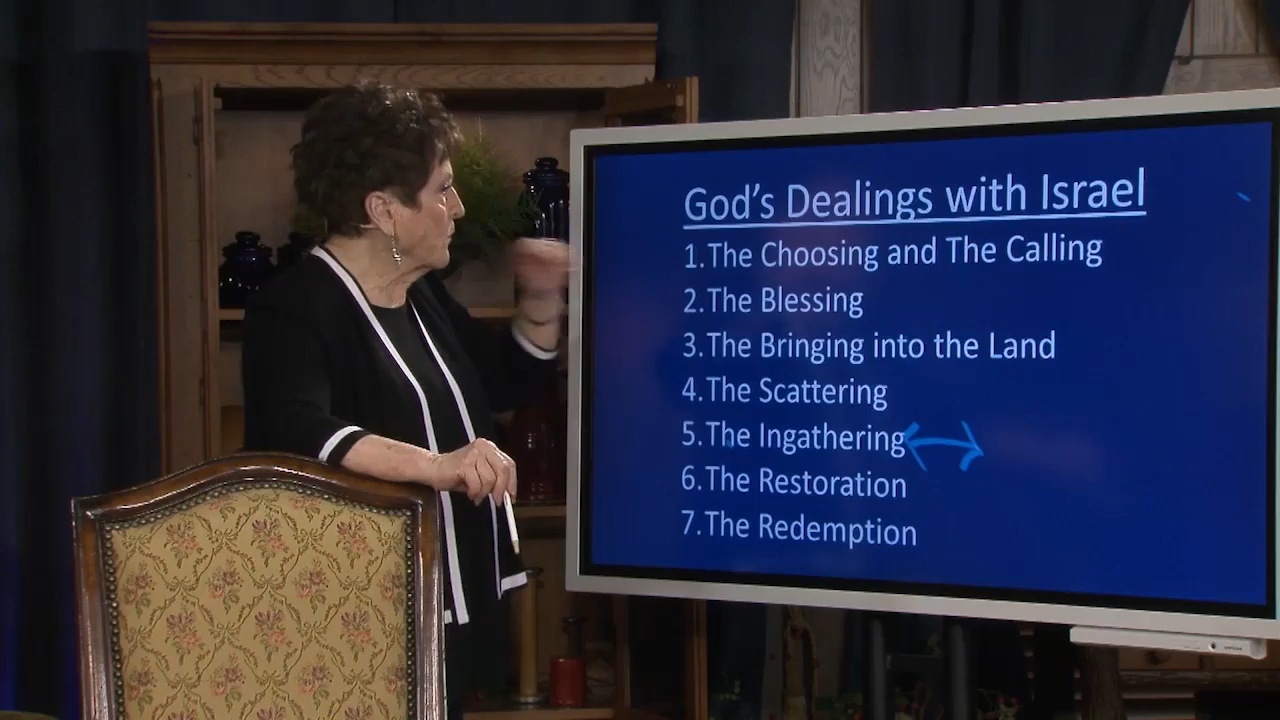 God's Dealings with Israel
1.The Choosing and The Calling
2.The Blessing
3.The Bringing into the Land
4.The Scattering
5.The Ingathering
6.The Restoration
7.The Redemption